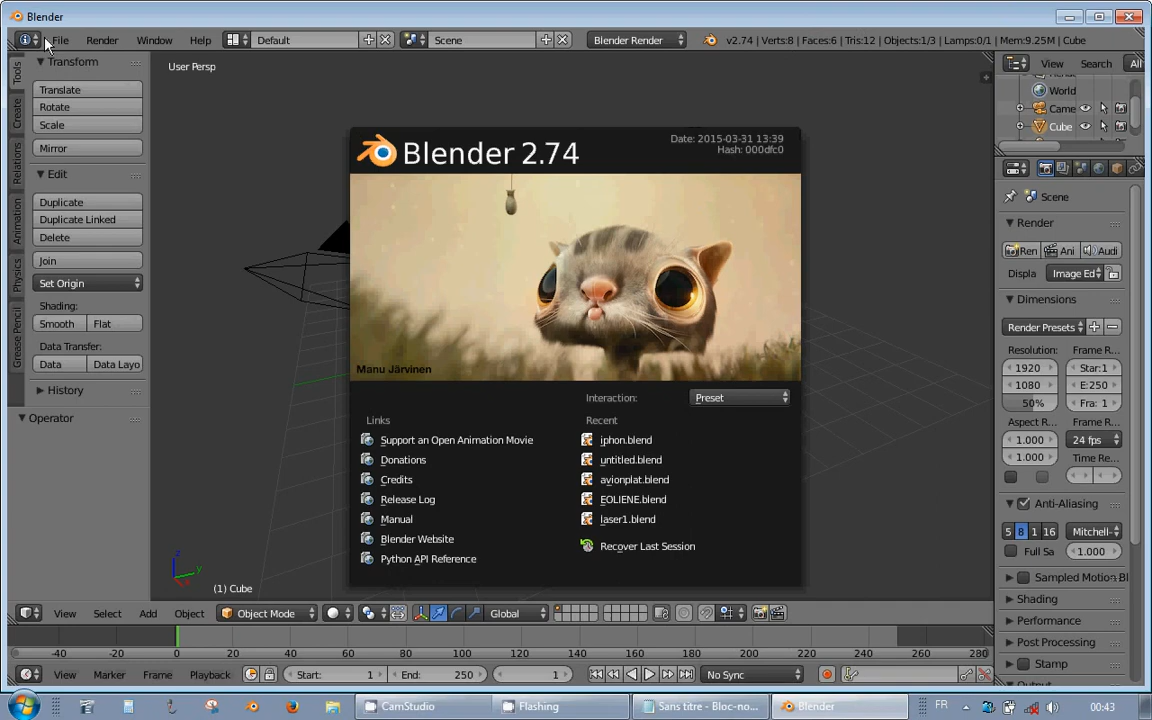 Blender
File Render Window Help Default Scene Blender Render v2.74 | Verts:8 | Faces:6 | Tris:12 | Objects:1/3 | Lamps:0/1 | Mem:9.25M | Cube
Tools
Create
Relations
Animation
Physics
Grease Pencil
Transform
Translate
Rotate
Scale
Mirror
Edit
Duplicate
Duplicate Linked
Delete
Join
Set Origin
Shading:
Smooth Flat
Data Transfer:
Data Data Layo
History
Operator
User Persp
Blender 2.74
Date: 2015-03-31 13:39
Hash: 000dfc0
Manu Järvinen
Interaction: Preset
Links
Support an Open Animation Movie
Donations
Credits
Release Log
Manual
Blender Website
Python API Reference
Recent
iphon.blend
untitled.blend
avionplat.blend
EOLIENE.blend
laser1.blend
Recover Last Session
z
y
(1) Cube
View Search All
World
Came
Cube
Scene
Render
Ren Ani Audi
Displa Image Ed
Dimensions
Render Presets
Resolution: Frame R...
1920 Star:1
1080 E:250
50% Fra: 1
Aspect R... Frame R...
1.000 24 fps
1.000 Time Re...
Anti-Aliasing
5 8 1 16 Mitchell-
Full Sa 1.000
Sampled Motion Bl
Shading
Performance
Post Processing
Stamp
View Select Add Object Object Mode Global
-40 -20 0 20 40 60 80 100 120 140 160 180 200 220 240 260 280
View Marker Frame Playback Start: 1 End: 250 1 No Sync
CamStudio Flashing Sans titre - Bloc-no... Blender FR 00:43